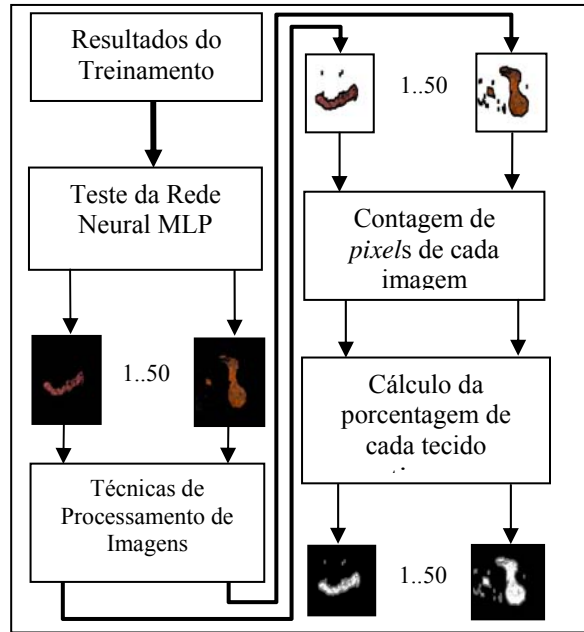 Resultados do
Treinamento
Teste da Rede
Neural MLP
1..50
Técnicas de
Processamento de
Imagens
1..50
Contagem de
pixels de cada
imagem
Cálculo da
porcentagem de
cada tecido
1..50